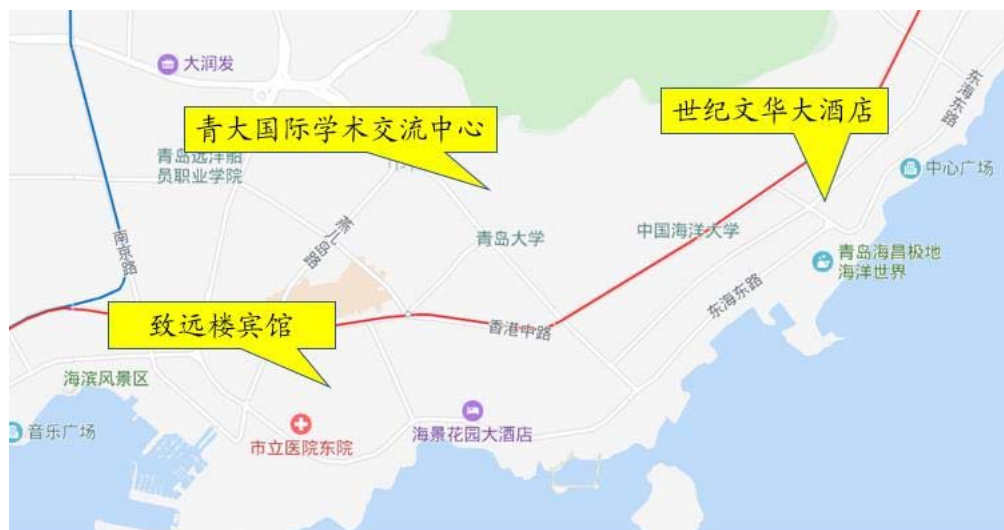 大润发
东海东路
世纪文华大酒店
青大国际学术交流中心
青岛远洋船
员职业学院
中心广场
燕儿岛路
南京路
青岛大学
中国海洋大学
青岛海昌极地
海洋世界
东海东路
致远楼宾馆
香港中路
海滨风景区
音乐广场
市立医院东院
海景花园大酒店